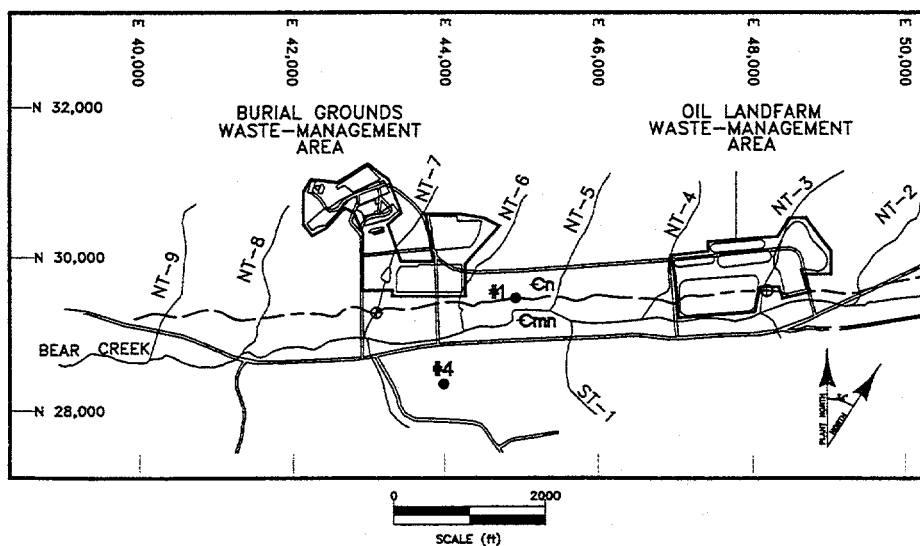 E 40,000
E 42,000
E 44,000
E 46,000
E 48,000
E 50,000
N 32,000
BURIAL GROUNDS
WASTE-MANAGEMENT
AREA
OIL LANDFARM
WASTE-MANAGEMENT
AREA
NT-7
NT-6
NT-5
NT-4
NT-3
NT-2
N 30,000
NT-9
NT-8
#1
Єn
Єmn
BEAR CREEK
#4
ST-1
N 28,000
PLANT NORTH
NORTH
0
2000
SCALE (ft)